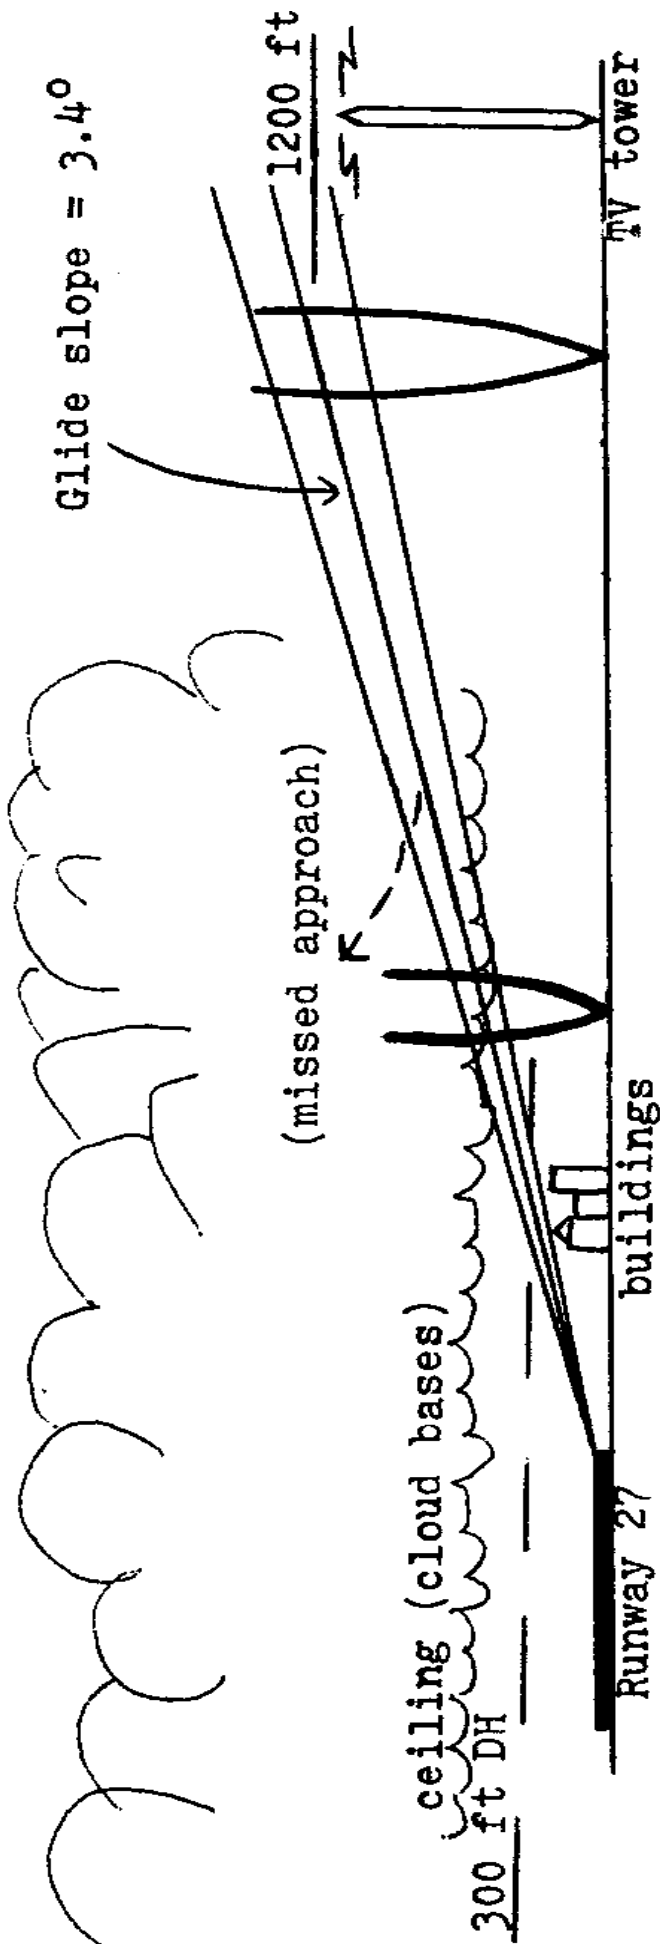 Glide slope = 3.4°
1200 ft
TV tower
(missed approach)
buildings
ceiling (cloud bases)
300 ft DH
Runway 27